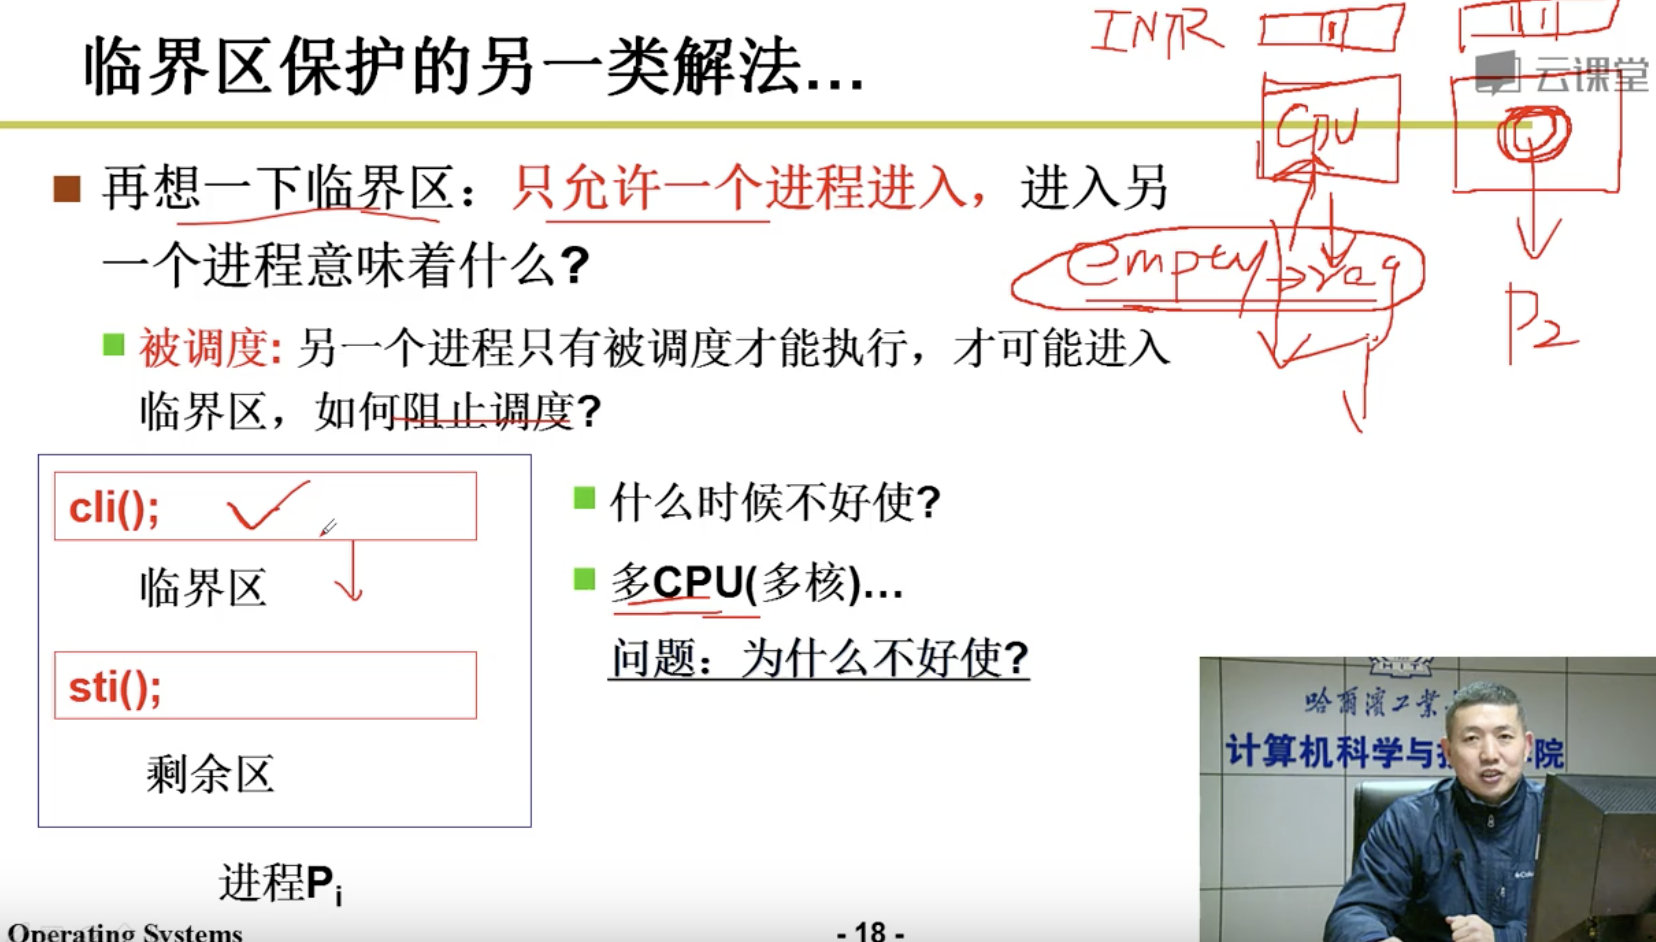 临界区保护的另一类解法...
INTR
云课堂
CPU
再想一下临界区：只允许一个进程进入，进入另
一个进程意味着什么?
empty
P2
被调度: 另一个进程只有被调度才能执行，才可能进入
临界区，如何阻止调度?
cli();
临界区
sti();
剩余区
进程Pi
什么时候不好使?
多CPU(多核)...
问题：为什么不好使?
哈尔滨工业
计算机科学与技 院
Operating Systems
- 18 -